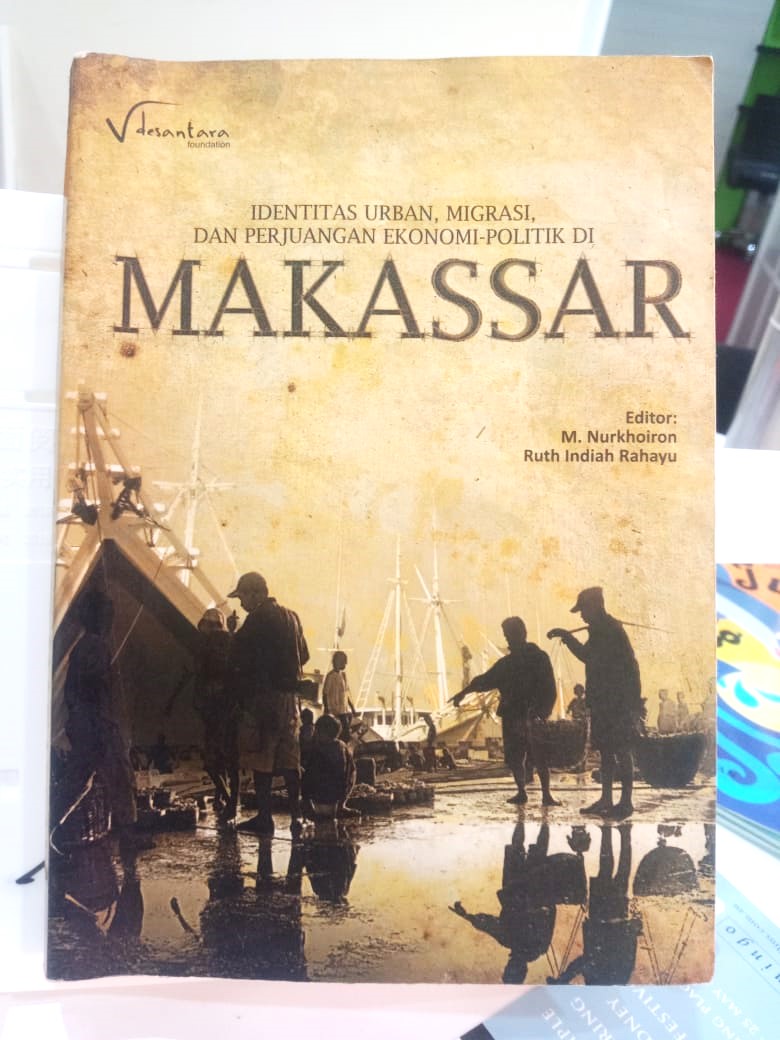 desantara
foundation
IDENTITAS URBAN, MIGRASI,
DAN PERJUANGAN EKONOMI-POLITIK DI
MAKASSAR
Editor:
M. Nurkhoiron
Ruth Indiah Rahayu